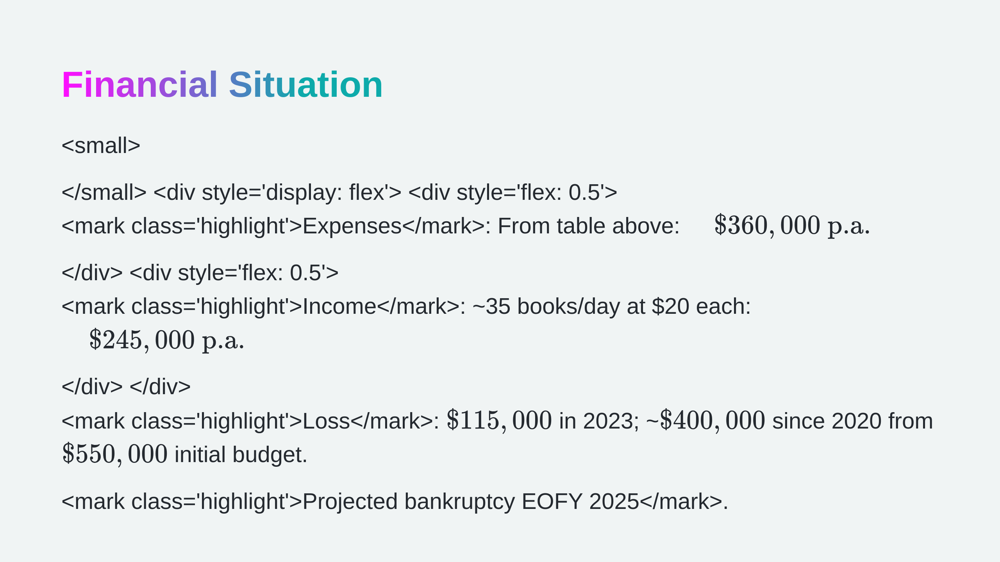 Financial Situation
<small>
</small> <div style='display: flex'> <div style='flex: 0.5'>
<mark class='highlight'>Expenses</mark>: From table above: $360,000 p.a.
</div> <div style='flex: 0.5'>
<mark class='highlight'>Income</mark>: ~35 books/day at $20 each:
$245,000 p.a.
</div> </div>
<mark class='highlight'>Loss</mark>: $115,000 in 2023; ~$400,000 since 2020 from
$550,000 initial budget.
<mark class='highlight'>Projected bankruptcy EOFY 2025</mark>.